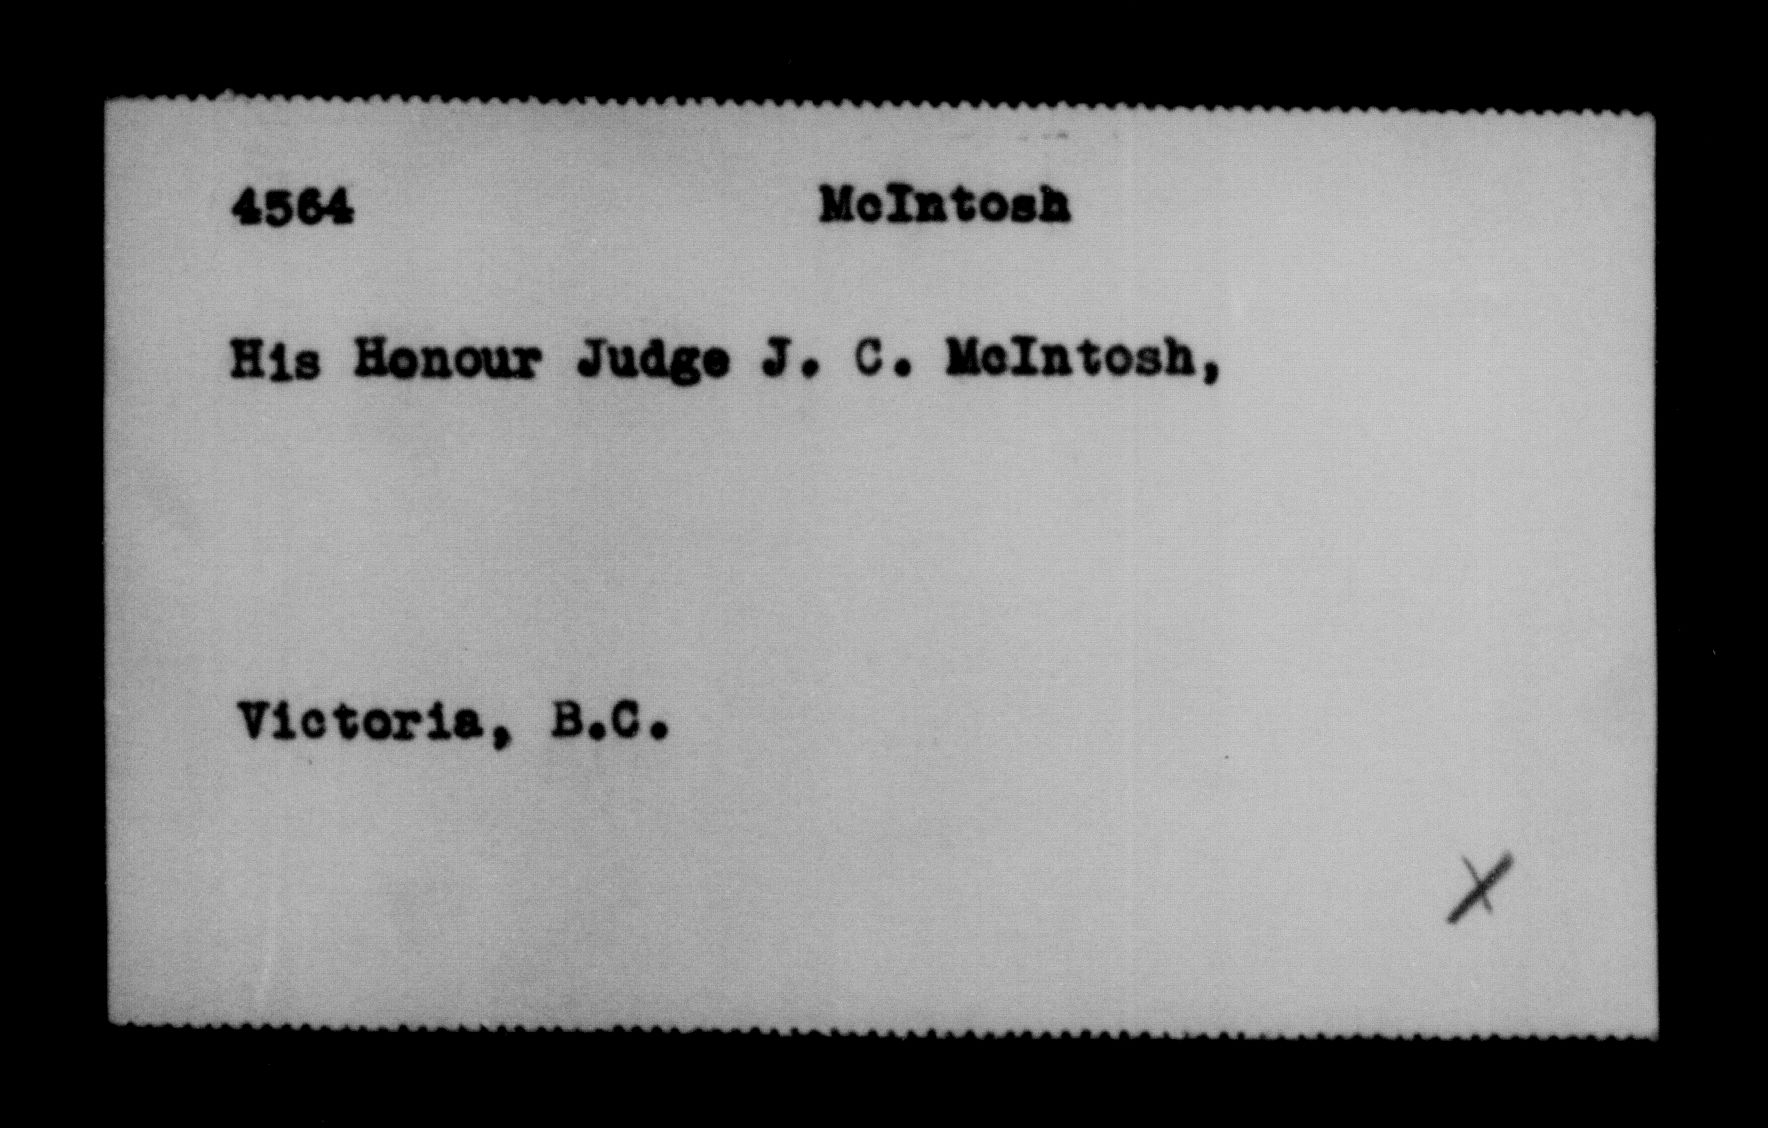 4564 McIntosh
His Honour Judge J. C. McIntosh,
Victoria, B.C.
X